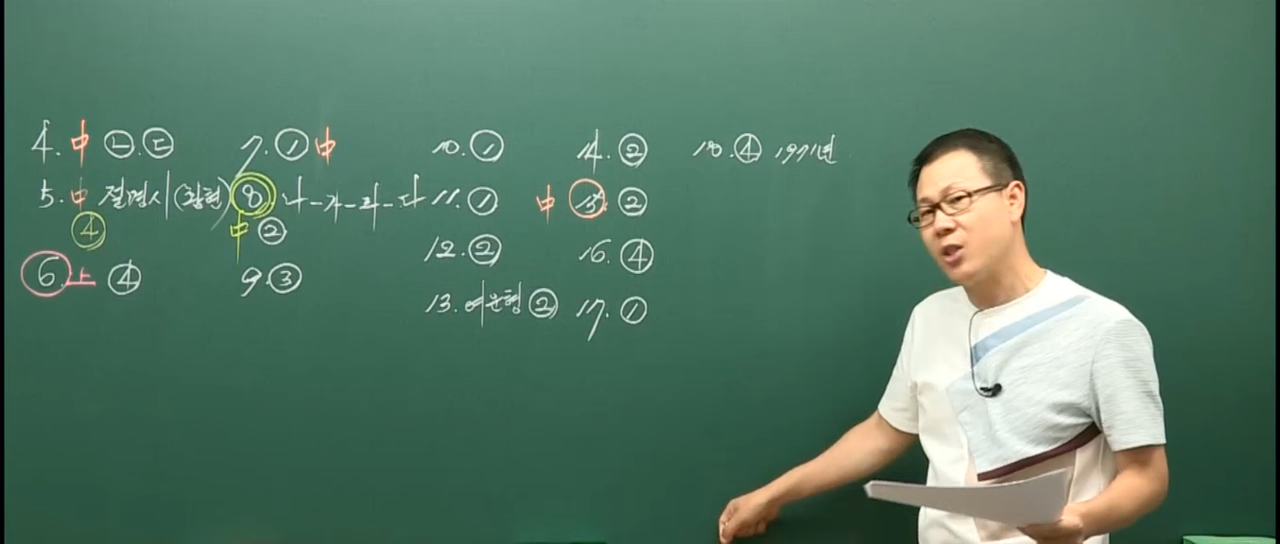 4. 中 ㉡.㉢
5. 中 절명시(황현)
④
6. 上 ④
7. ① 中
8 나-가-라-다
中 ②
9. ③
10. ①
11. ①
12. ②
13. 여운형 ②
14. ②
中 15. ②
16. ④
17. ①
18. ④ 1971년